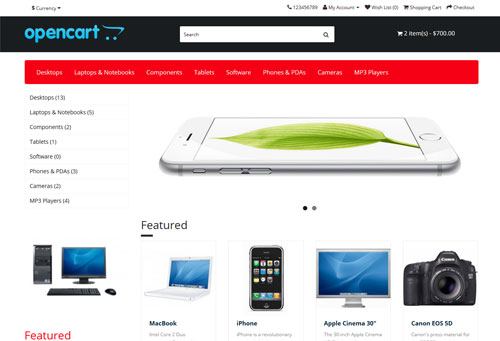 $ Currency
123456789 My Account Wish List (0) Shopping Cart Checkout
opencart
Search
2 item(s) - $700.00
Desktops Laptops & Notebooks Components Tablets Software Phones & PDAs Cameras MP3 Players
Desktops (13)
Laptops & Notebooks (5)
Components (2)
Tablets (1)
Software (0)
Phones & PDAs (3)
Cameras (2)
MP3 Players (4)
Featured
MacBook
Intel Core 2 Duo
iPhone
iPhone is a revolutionary
Apple Cinema 30"
The 30-inch Apple
Canon EOS 5D
Canon's press material for
Featured